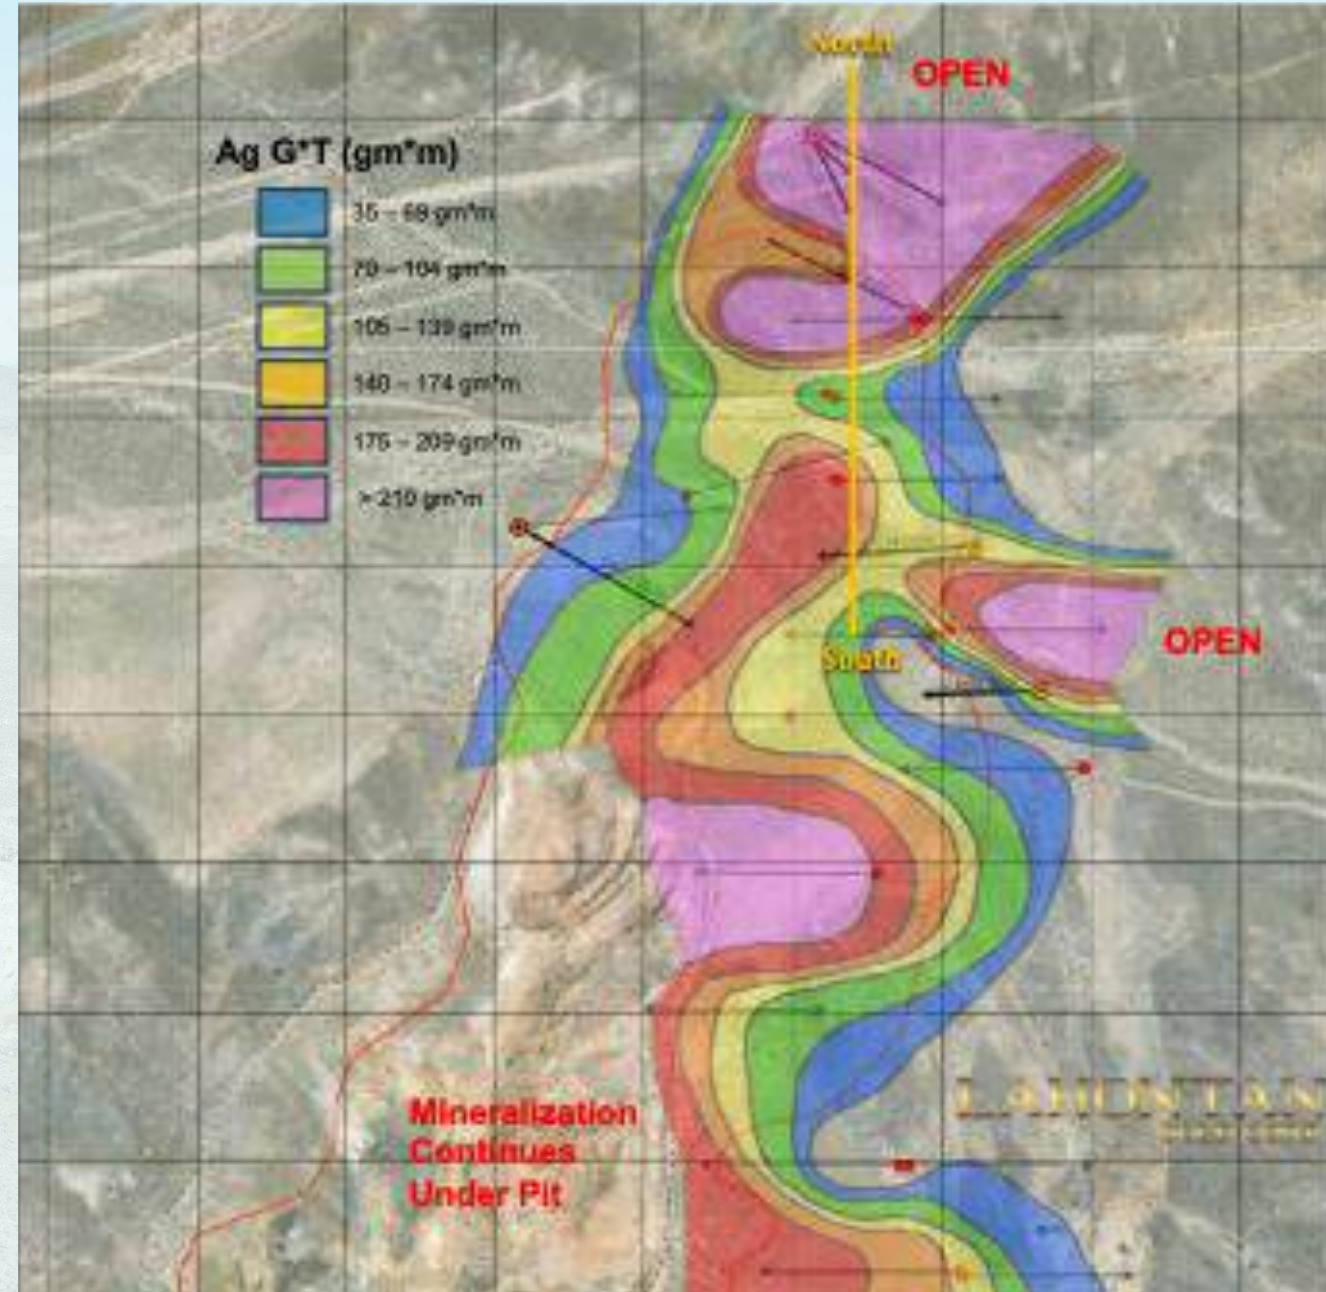 North
OPEN
Ag G*T (gm*m)
35 – 69 gm*m
70 – 104 gm*m
105 – 139 gm*m
140 – 174 gm*m
175 – 209 gm*m
> 210 gm*m
OPEN
South
LAHONTAN
Mineralization
Continues
Under Pit